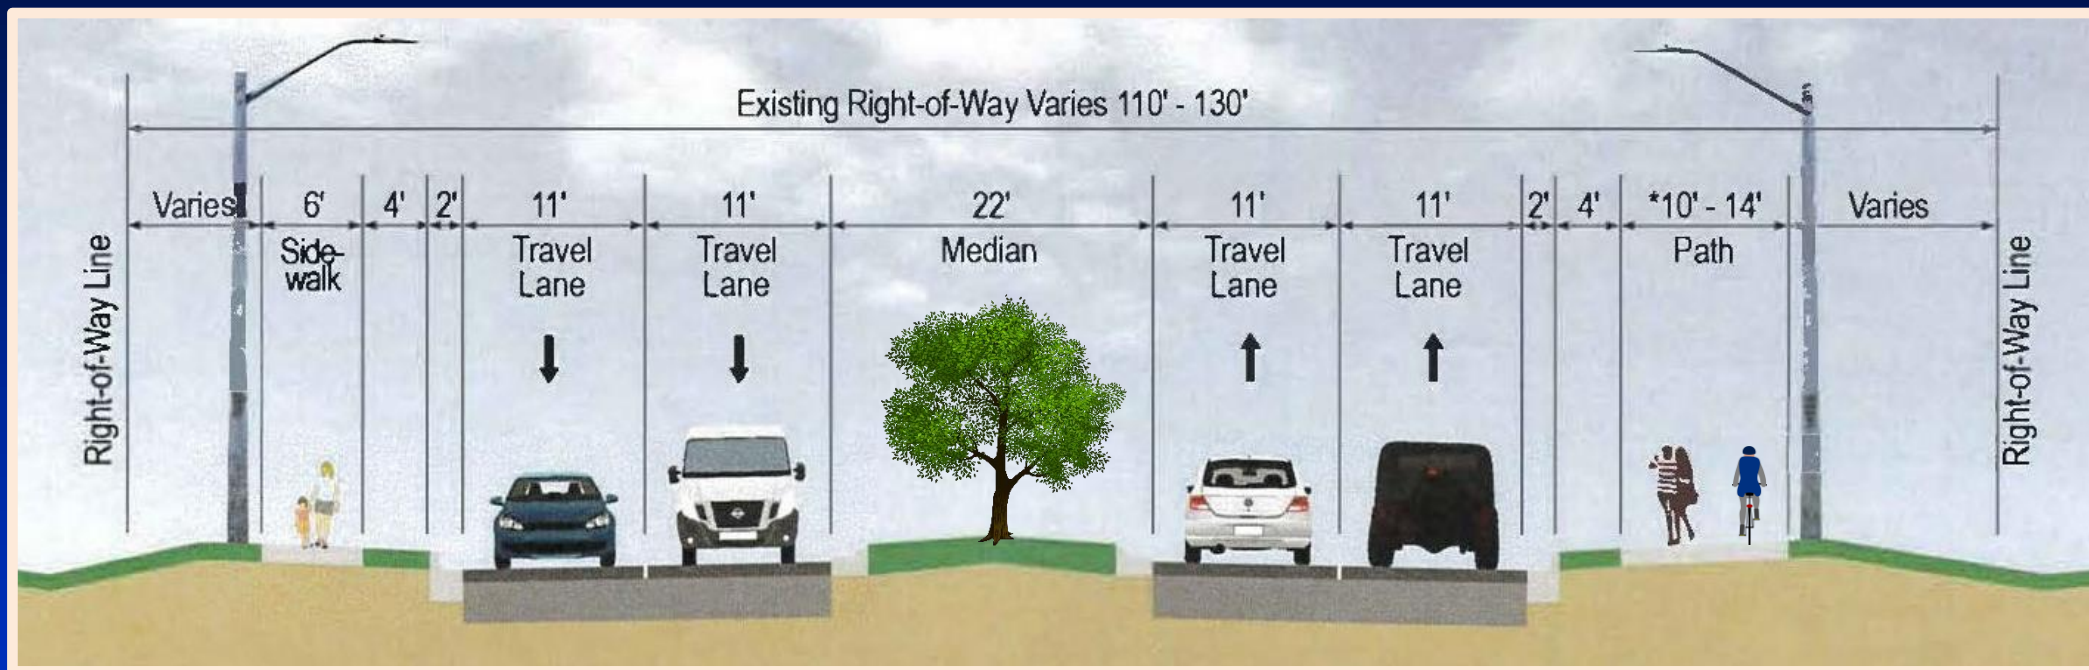 Existing Right-of-Way Varies 110' - 130'
Varies 6' 4' 2' 11' 11' 22' 11' 11' 2' 4' *10' - 14' Varies
Side-
walk
Travel
Lane
Travel
Lane
Median
Travel
Lane
Travel
Lane
Path
Right-of-Way Line
Right-of-Way Line